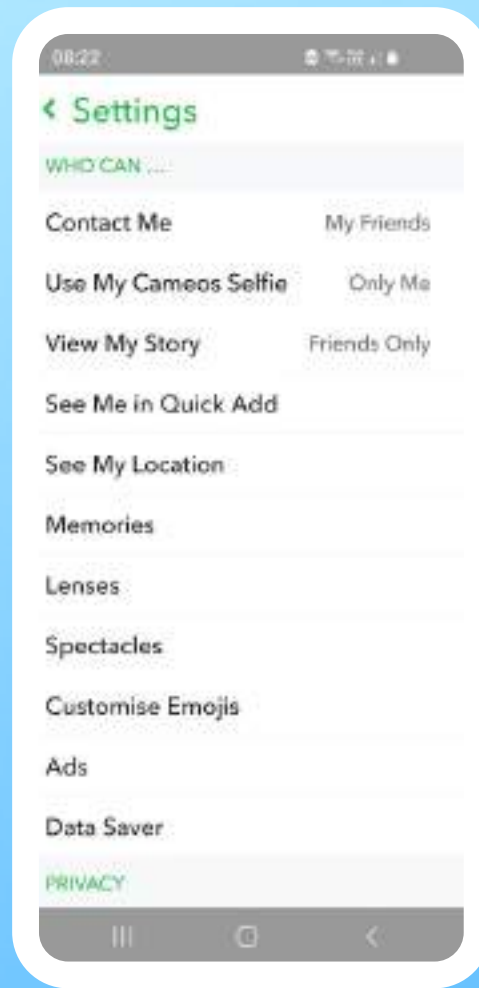 08:22
Settings
WHO CAN ...
Contact Me My Friends
Use My Cameos Selfie Only Me
View My Story Friends Only
See Me in Quick Add
See My Location
Memories
Lenses
Spectacles
Customise Emojis
Ads
Data Saver
PRIVACY